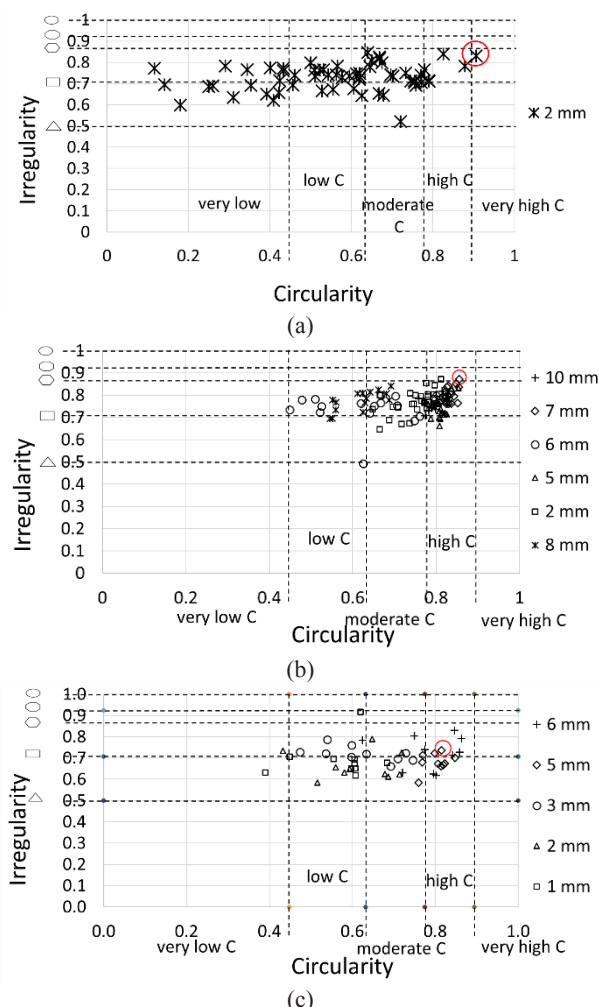 1
0.9
0.8
0.7
0.6
0.5
0.4
0.3
0.2
0.1
0
Irregularity
2 mm
low C
high C
very low
moderate
C
very high C
0 0.2 0.4 0.6 0.8 1
Circularity
(a)
1
0.9
0.8
0.7
0.6
0.5
0.4
0.3
0.2
0.1
0
Irregularity
10 mm
7 mm
6 mm
5 mm
2 mm
8 mm
low C
high C
0 0.2 0.4 0.6 0.8 1
very low C moderate C very high C
Circularity
(b)
1.0
0.9
0.8
0.7
0.6
0.5
0.4
0.3
0.2
0.1
0.0
Irregularity
6 mm
5 mm
3 mm
2 mm
1 mm
low C
high C
0.0 0.2 0.4 0.6 0.8 1.0
very low C moderate C very high C
Circularity
(c)